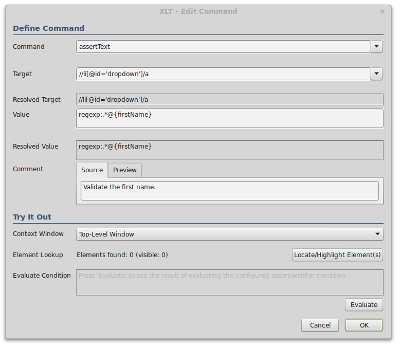 XLT - Edit Command
Define Command
Command
assertText
Target
//li[@id='dropdown']/a
Resolved Target
//li[@id='dropdown']/a
Value
regexp:.*@{firstName}
Resolved Value
regexp:.*@{firstName}
Comment
Source Preview
Validate the first name.
Try It Out
Context Window
Top-Level Window
Element Lookup
Elements found: 0 (visible: 0)
Locate/Highlight Element(s)
Evaluate Condition
Press 'Evaluate' to see the result of evaluating the configured assert/waitFor condition.
Evaluate
Cancel OK